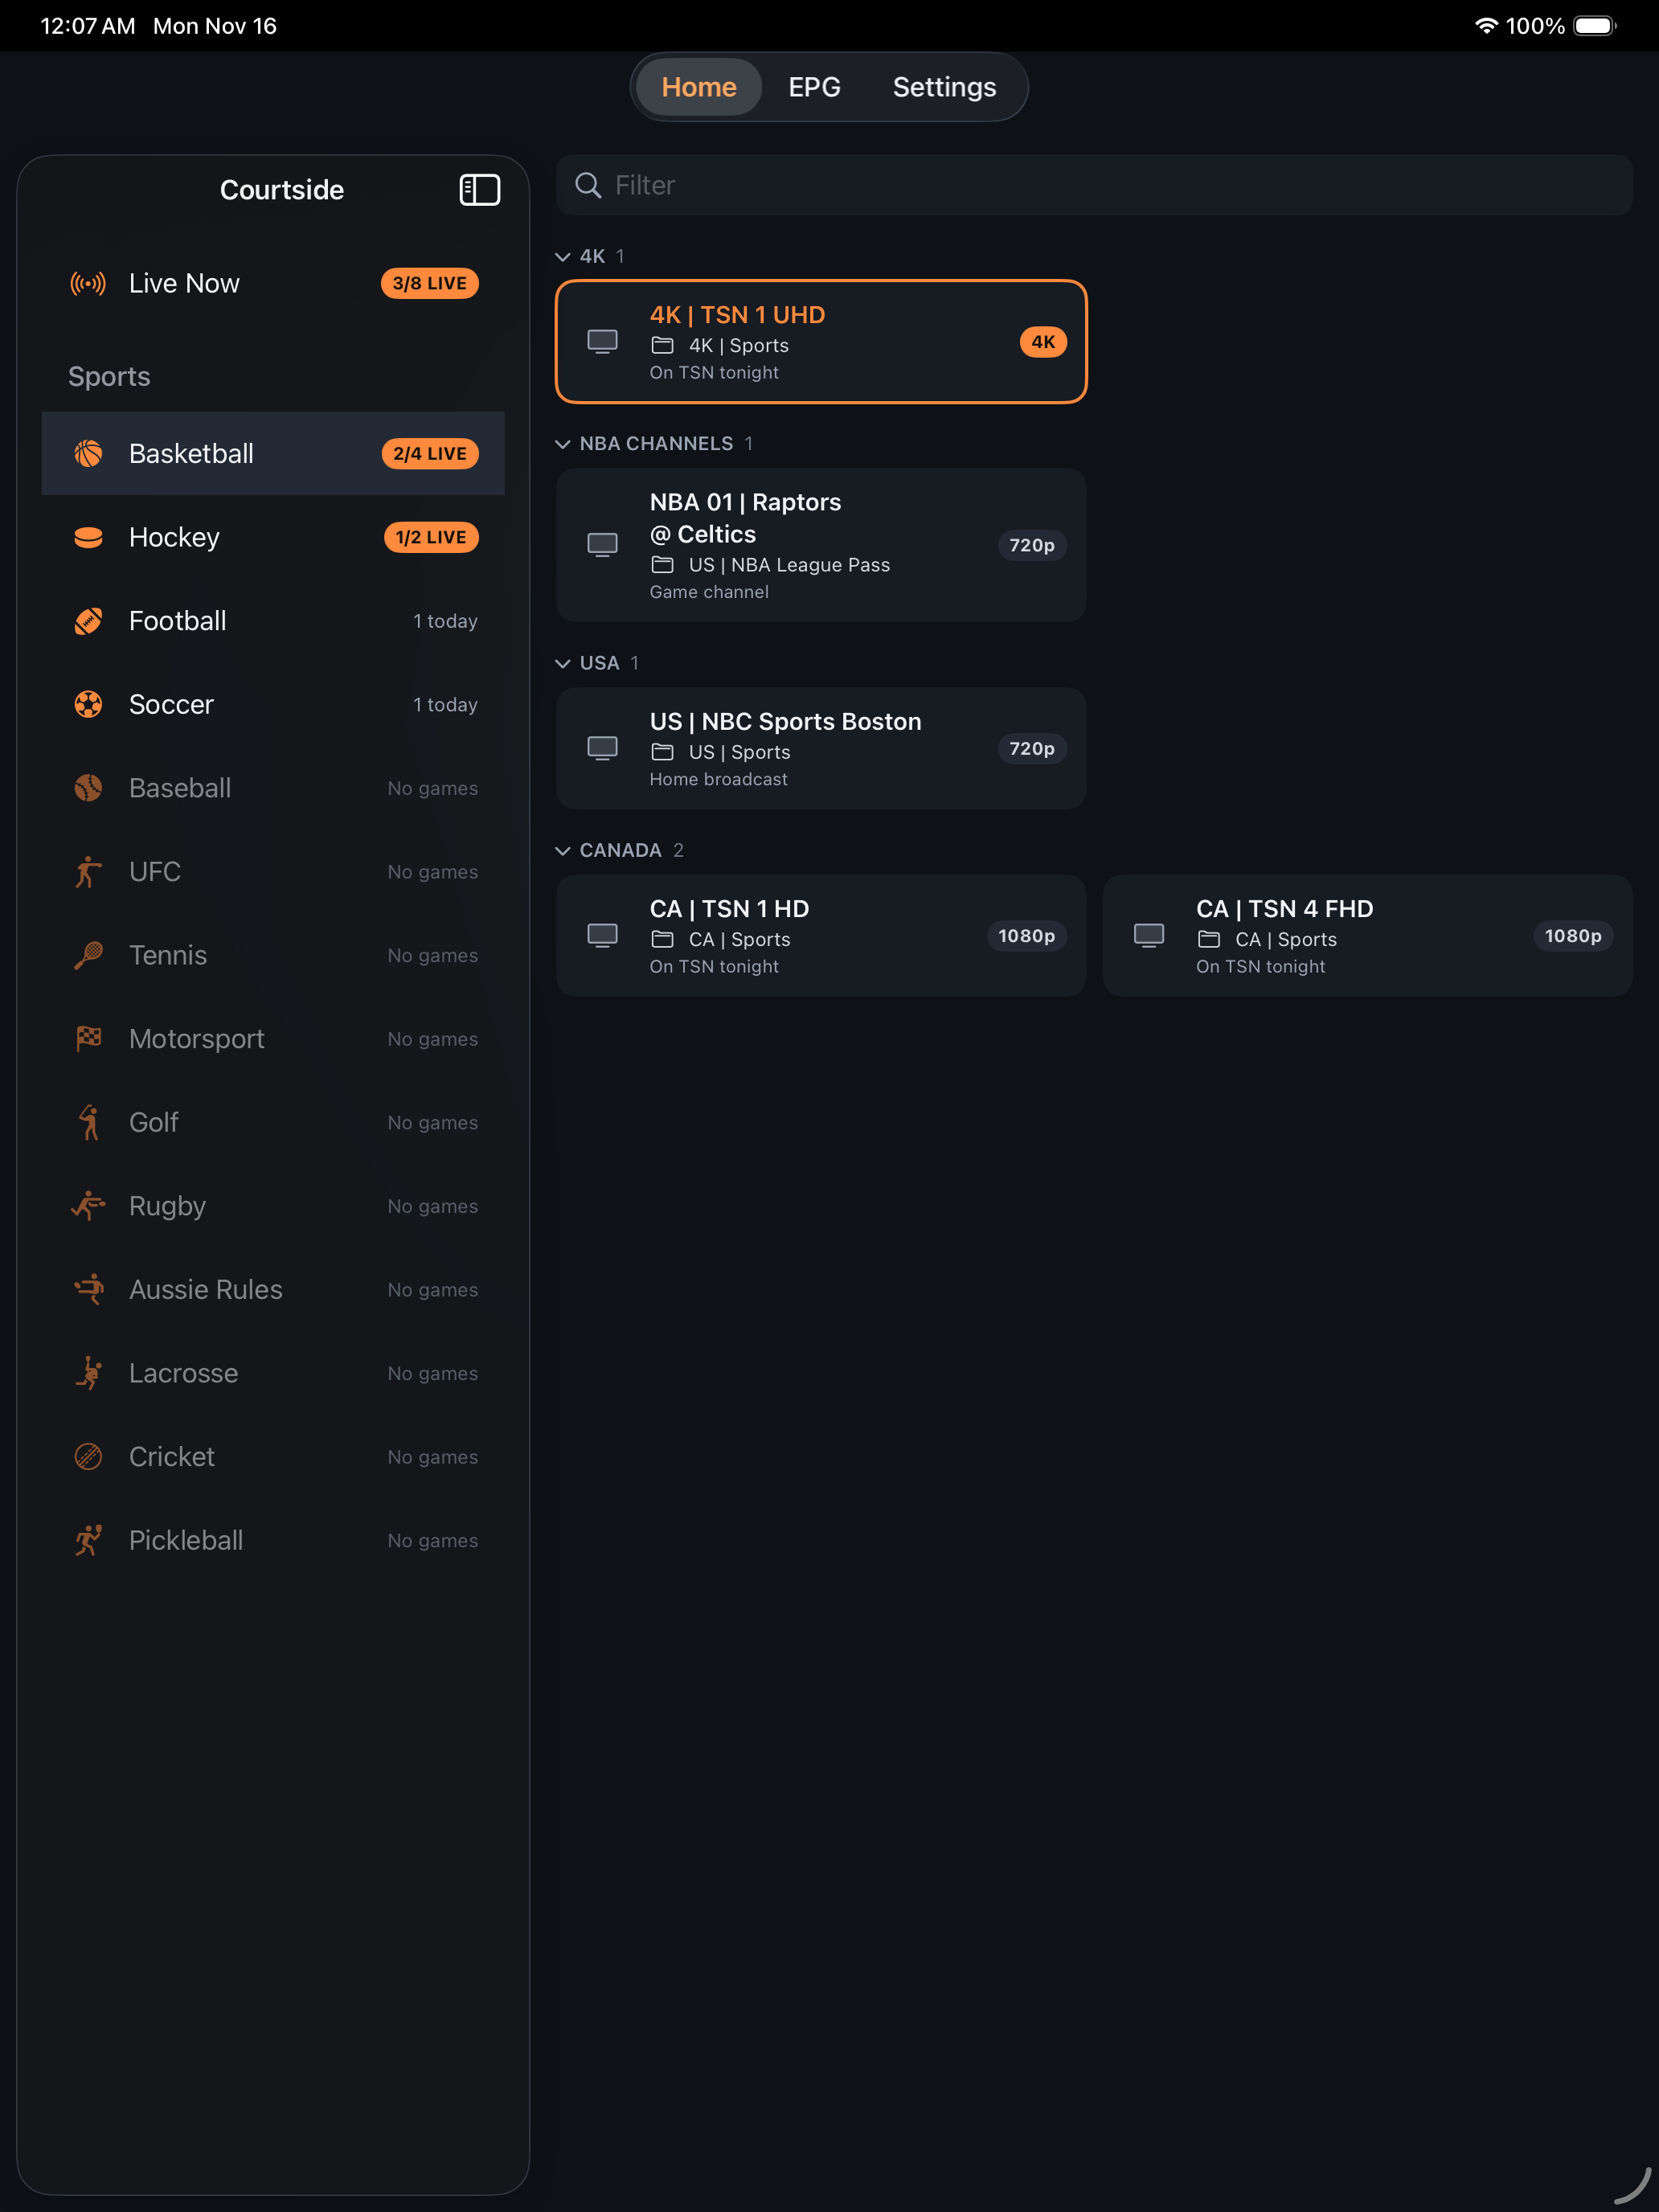 12:07 AM Mon Nov 16
100%
Home EPG Settings
Courtside
Live Now 3/8 LIVE
Sports
Basketball 2/4 LIVE
Hockey 1/2 LIVE
Football 1 today
Soccer 1 today
Baseball No games
UFC No games
Tennis No games
Motorsport No games
Golf No games
Rugby No games
Aussie Rules No games
Lacrosse No games
Cricket No games
Pickleball No games
Filter
4K 1
4K | TSN 1 UHD
4K | Sports
On TSN tonight
4K
NBA CHANNELS 1
NBA 01 | Raptors
@ Celtics
US | NBA League Pass
Game channel
720p
USA 1
US | NBC Sports Boston
US | Sports
Home broadcast
720p
CANADA 2
CA | TSN 1 HD
CA | Sports
On TSN tonight
1080p
CA | TSN 4 FHD
CA | Sports
On TSN tonight
1080p